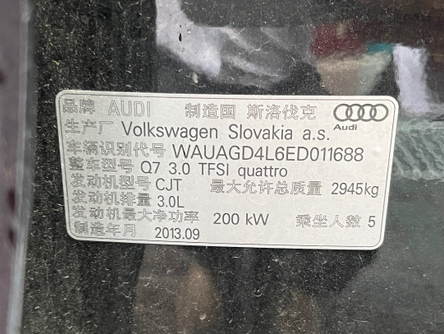 品牌 AUDI 制造国 斯洛伐克
Audi
生产厂 Volkswagen Slovakia a.s.
车辆识别代号 WAUAGD4L6ED011688
整车型号 Q7 3.0 TFSI quattro
发动机型号 CJT 最大允许总质量 2945kg
发动机排量 3.0L
发动机最大净功率 200 kW 乘坐人数 5
制造年月 2013.09